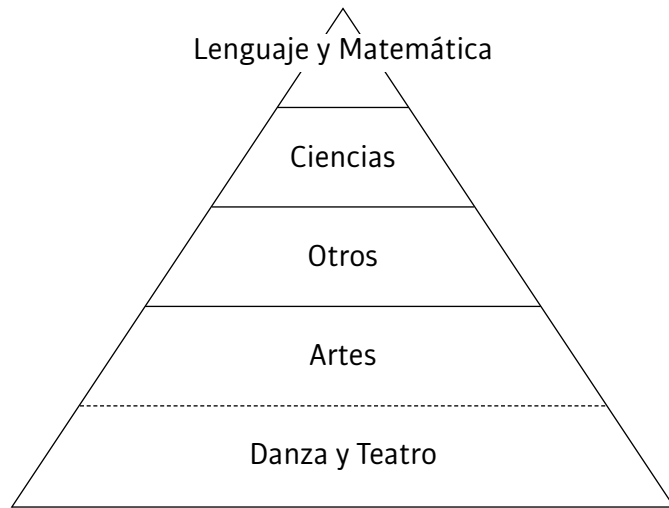 Lenguaje y Matemática
Ciencias
Otros
Artes
Danza y Teatro